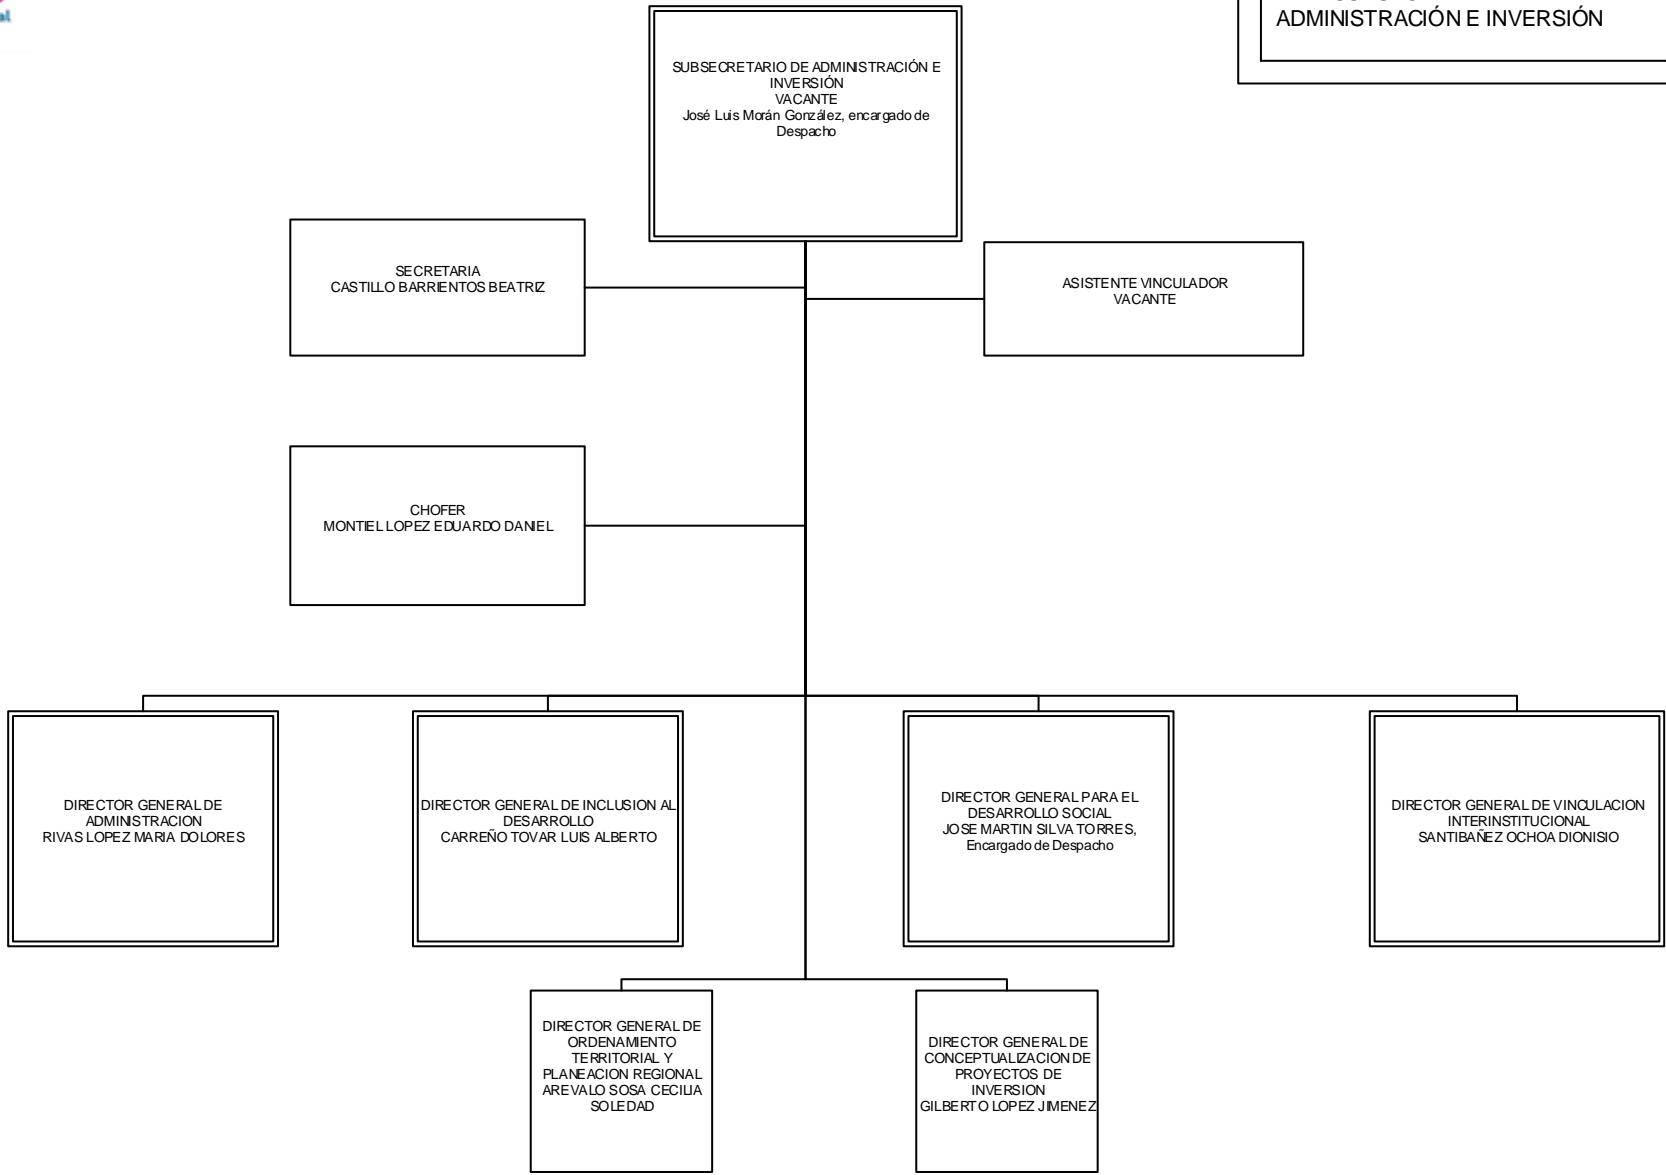 al
ADMINISTRACIÓN E INVERSIÓN
SUBSECRETARIO DE ADMINISTRACIÓN E
INVERSIÓN
VACANTE
José Luis Morán González, encargado de
Despacho
SECRETARIA
CASTILLO BARRIENTOS BEATRIZ
ASISTENTE VINCULADOR
VACANTE
CHOFER
MONTIEL LOPEZ EDUARDO DANIEL
DIRECTOR GENERAL DE
ADMINISTRACION
RIVAS LOPEZ MARIA DOLORES
DIRECTOR GENERAL DE INCLUSION AL
DESARROLLO
CARREÑO TOVAR LUIS ALBERTO
DIRECTOR GENERAL PARA EL
DESARROLLO SOCIAL
JOSE MARTIN SILVA TORRES,
Encargado de Despacho
DIRECTOR GENERAL DE VINCULACION
INTERINSTITUCIONAL
SANTIBAÑEZ OCHOA DIONISIO
DIRECTOR GENERAL DE
ORDENAMIENTO
TERRITORIAL Y
PLANEACION REGIONAL
AREVALO SOSA CECILIA
SOLEDAD
DIRECTOR GENERAL DE
CONCEPTUALIZACION DE
PROYECTOS DE
INVERSION
GILBERTO LOPEZ JIMENEZ